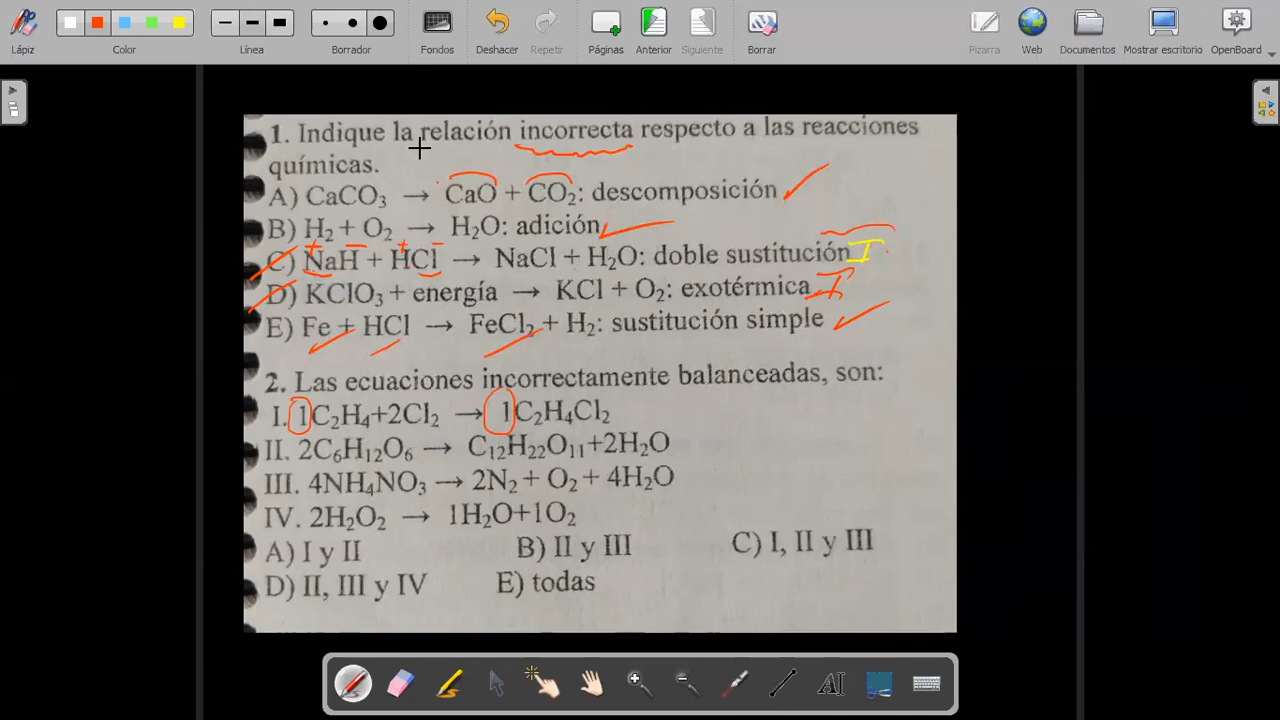 Lápiz
Color
Línea
Borrador
Fondos
Deshacer
Repetir
Páginas
Anterior
Siguiente
Borrar
Pizarra
Web
Documentos
Mostrar escritorio
OpenBoard
1. Indique la relación incorrecta respecto a las reacciones
químicas.
A) CaCO₃ → CaO + CO₂: descomposición
B) H₂ + O₂ → H₂O: adición
C) NaH + HCl → NaCl + H₂O: doble sustitución I
D) KClO₃ + energía → KCl + O₂: exotérmica I
E) Fe + HCl → FeCl₂ + H₂: sustitución simple
2. Las ecuaciones incorrectamente balanceadas, son:
I. 1C₂H₄+2Cl₂ → 1C₂H₄Cl₂
II. 2C₆H₁₂O₆ → C₁₂H₂₂O₁₁+2H₂O
III. 4NH₄NO₃ → 2N₂ + O₂ + 4H₂O
IV. 2H₂O₂ → 1H₂O+1O₂
A) I y II B) II y III C) I, II y III
D) II, III y IV E) todas
AI